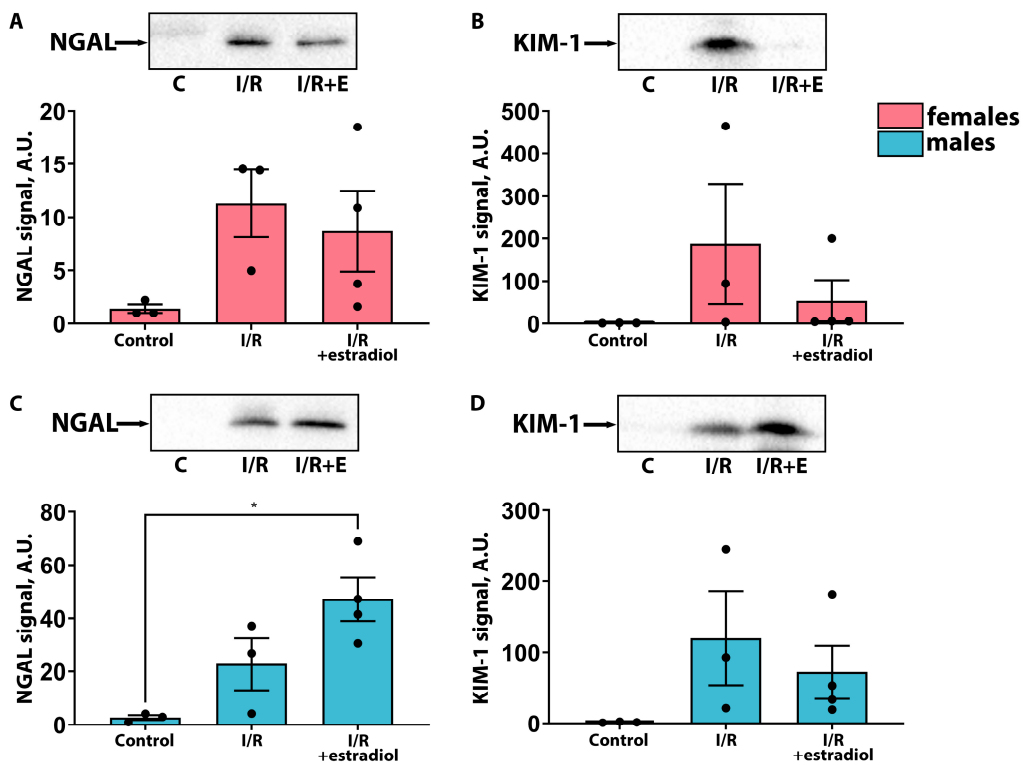 A
NGAL
C I/R I/R+E
NGAL signal, A.U.
20
15
10
5
0
Control I/R I/R
+estradiol
B
KIM-1
C I/R I/R+E
KIM-1 signal, A.U.
500
400
300
200
100
0
Control I/R I/R
+estradiol
females
males
C
NGAL
C I/R I/R+E
NGAL signal, A.U.
80
60
40
20
0
*
Control I/R I/R
+estradiol
D
KIM-1
C I/R I/R+E
KIM-1 signal, A.U.
300
200
100
0
Control I/R I/R
+estradiol